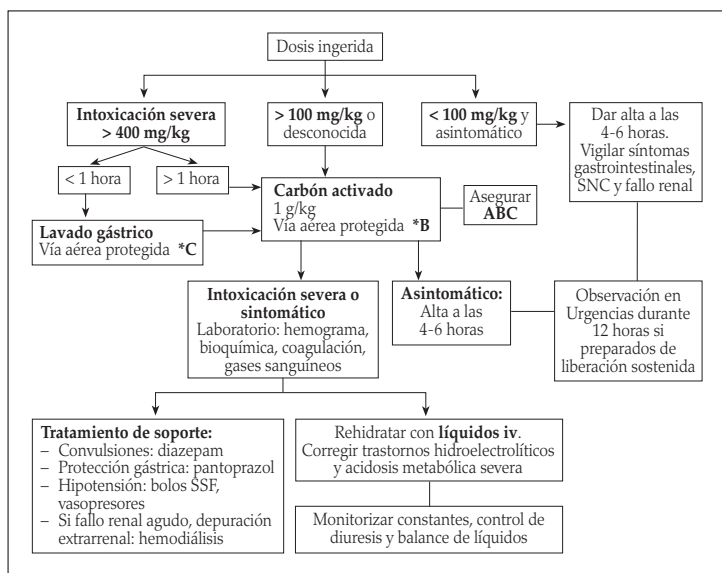 Dosis ingerida
Intoxicación severa
> 400 mg/kg
> 100 mg/kg o
desconocida
< 100 mg/kg y
asintomático
Dar alta a las
4-6 horas.
Vigilar síntomas
gastrointestinales,
SNC y fallo renal
< 1 hora
> 1 hora
Carbón activado
1 g/kg
Vía aérea protegida *B
Asegurar
ABC
Lavado gástrico
Vía aérea protegida *C
Intoxicación severa o
sintomático
Laboratorio: hemograma,
bioquímica, coagulación,
gases sanguíneos
Asintomático:
Alta a las
4-6 horas
Observación en
Urgencias durante
12 horas si
preparados de
liberación sostenida
Tratamiento de soporte:
– Convulsiones: diazepam
– Protección gástrica: pantoprazol
– Hipotensión: bolos SSF,
vasopresores
– Si fallo renal agudo, depuración
extrarrenal: hemodiálisis
Rehidratar con líquidos iv.
Corregir trastornos hidroelectrolíticos
y acidosis metabólica severa
Monitorizar constantes, control de
diuresis y balance de líquidos